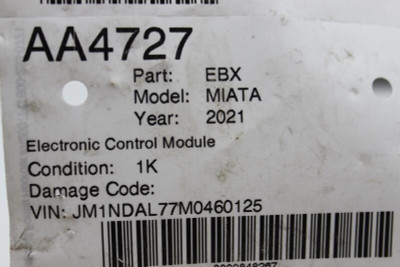 AA4727
Part: EBX
Model: MIATA
Year: 2021
Electronic Control Module
Condition: 1K
Damage Code:
VIN: JM1NDAL77M0460125